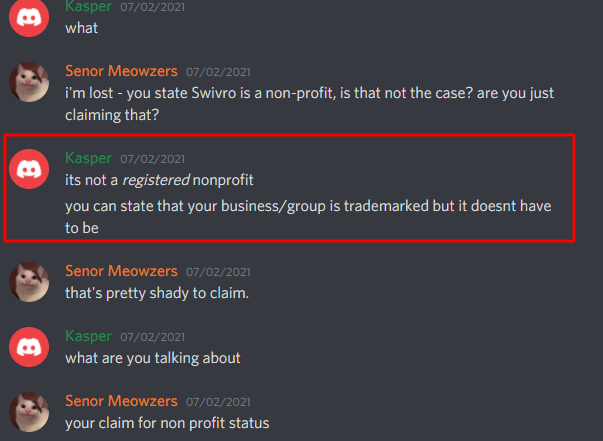 Kasper 07/02/2021
what
Senor Meowzers 07/02/2021
i'm lost - you state Swivro is a non-profit, is that not the case? are you just
claiming that?
Kasper 07/02/2021
its not a registered nonprofit
you can state that your business/group is trademarked but it doesnt have
to be
Senor Meowzers 07/02/2021
that's pretty shady to claim.
Kasper 07/02/2021
what are you talking about
Senor Meowzers 07/02/2021
your claim for non profit status